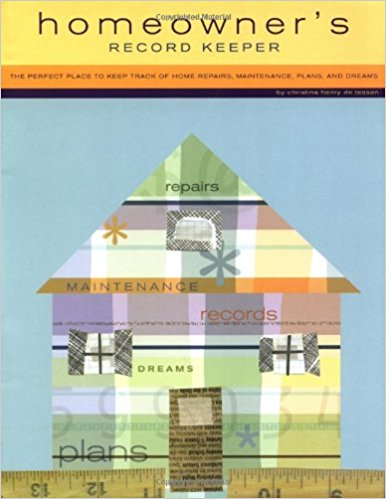 homeowner's
RECORD KEEPER
THE PERFECT PLACE TO KEEP TRACK OF HOME REPAIRS, MAINTENANCE, PLANS, AND DREAMS
by christina henry de tessan
repairs
MAINTENANCE
records
DREAMS
plans